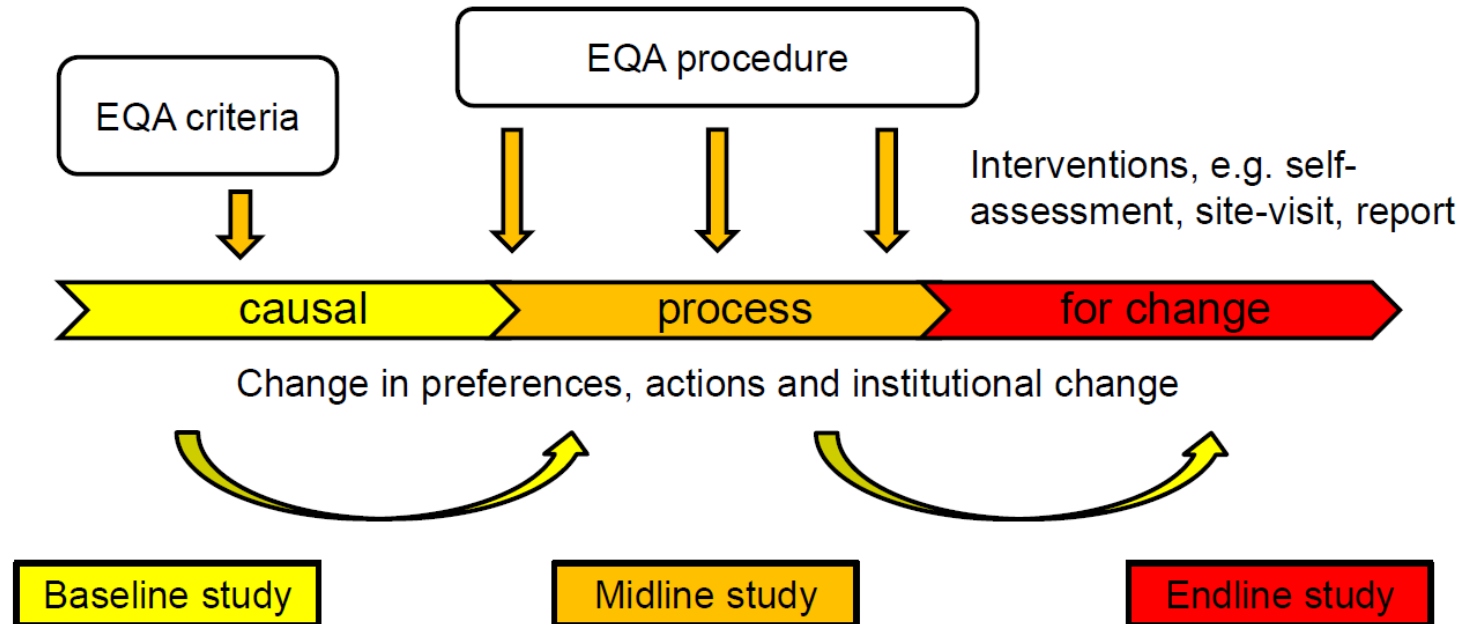 EQA procedure
EQA criteria
Interventions, e.g. self-
assessment, site-visit, report
causal
process
for change
Change in preferences, actions and institutional change
Baseline study
Midline study
Endline study